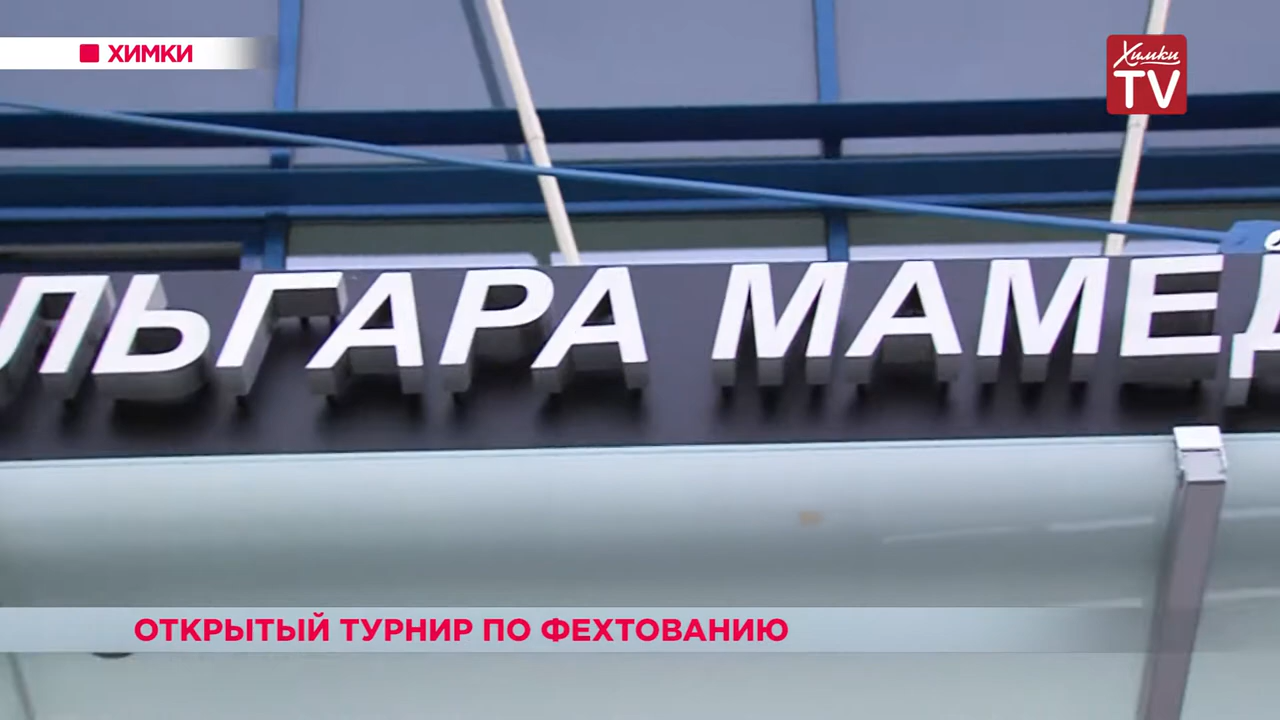 ХИМКИ
Химки
TV
ЛЬГАРА МАМЕД
ОТКРЫТЫЙ ТУРНИР ПО ФЕХТОВАНИЮ